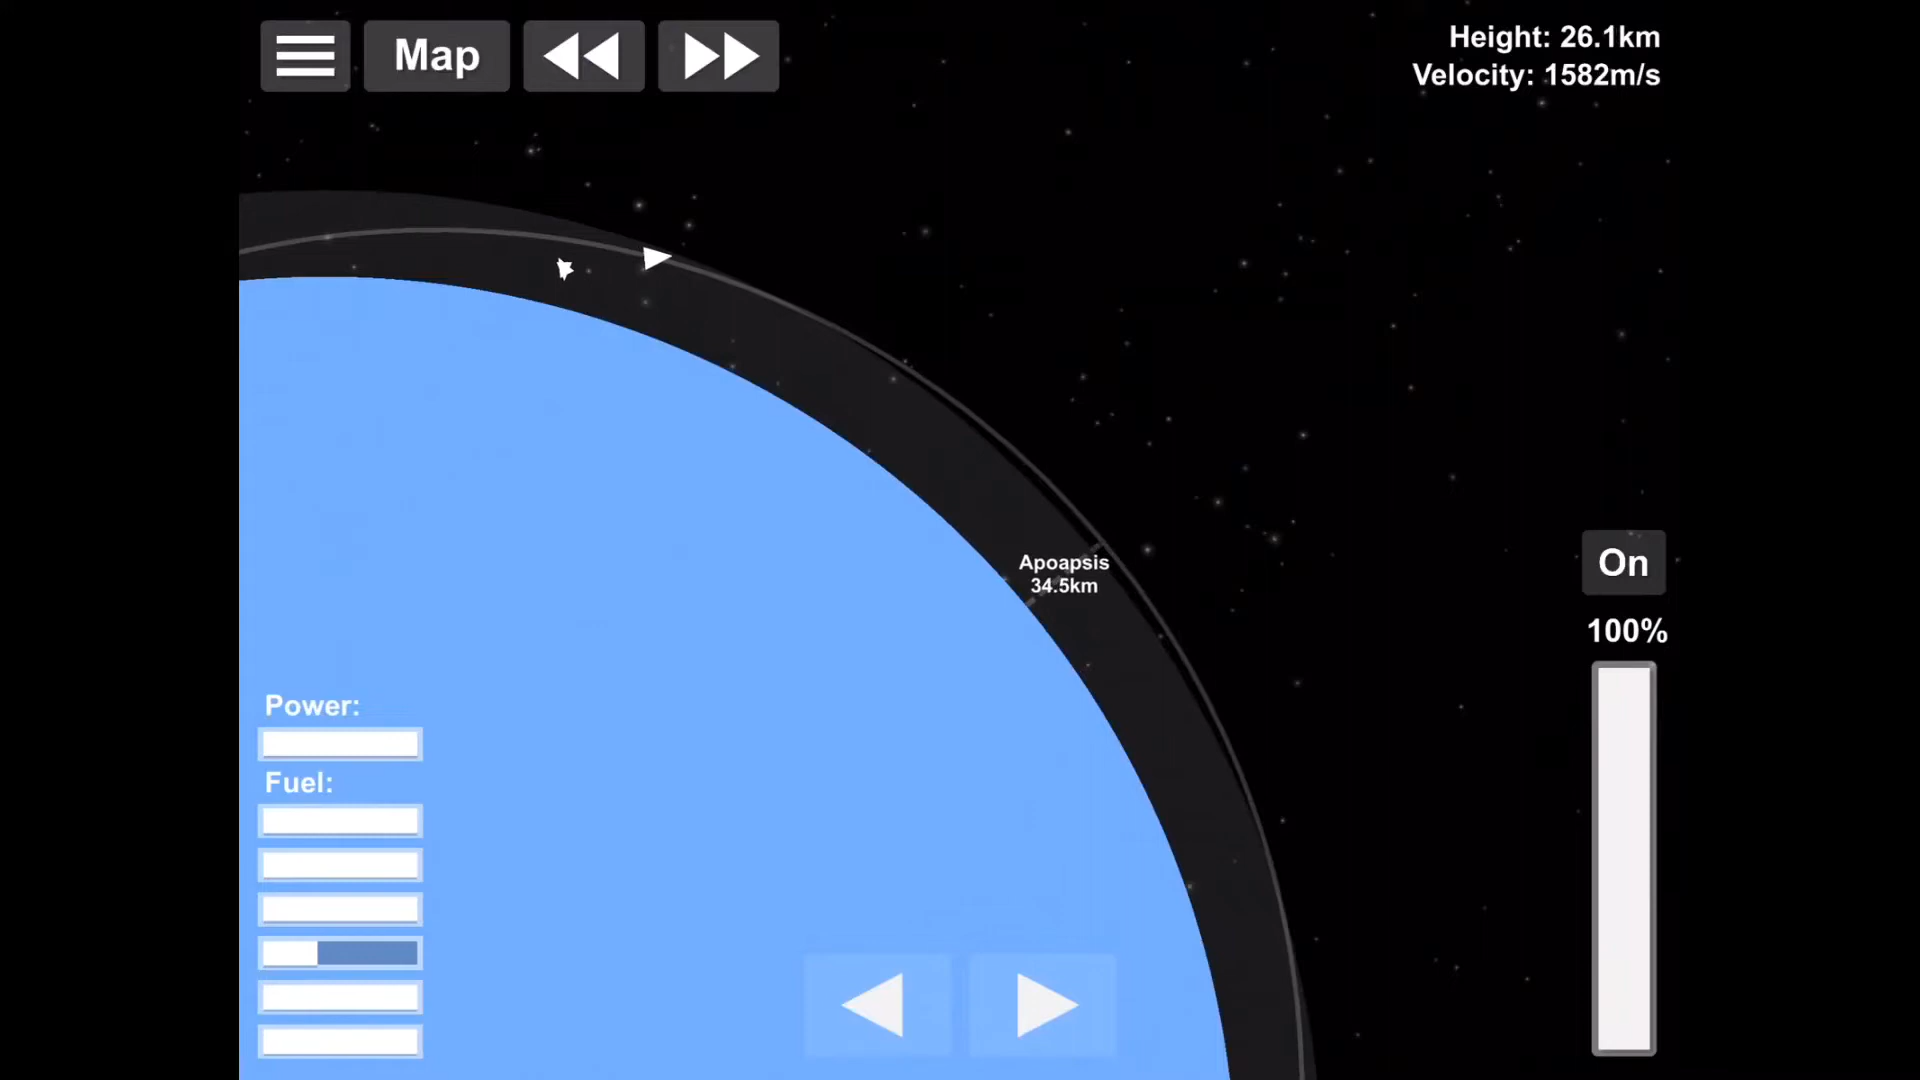 Map
Height: 26.1km
Velocity: 1582m/s
Apoapsis
34.5km
On
100%
Power:
Fuel: